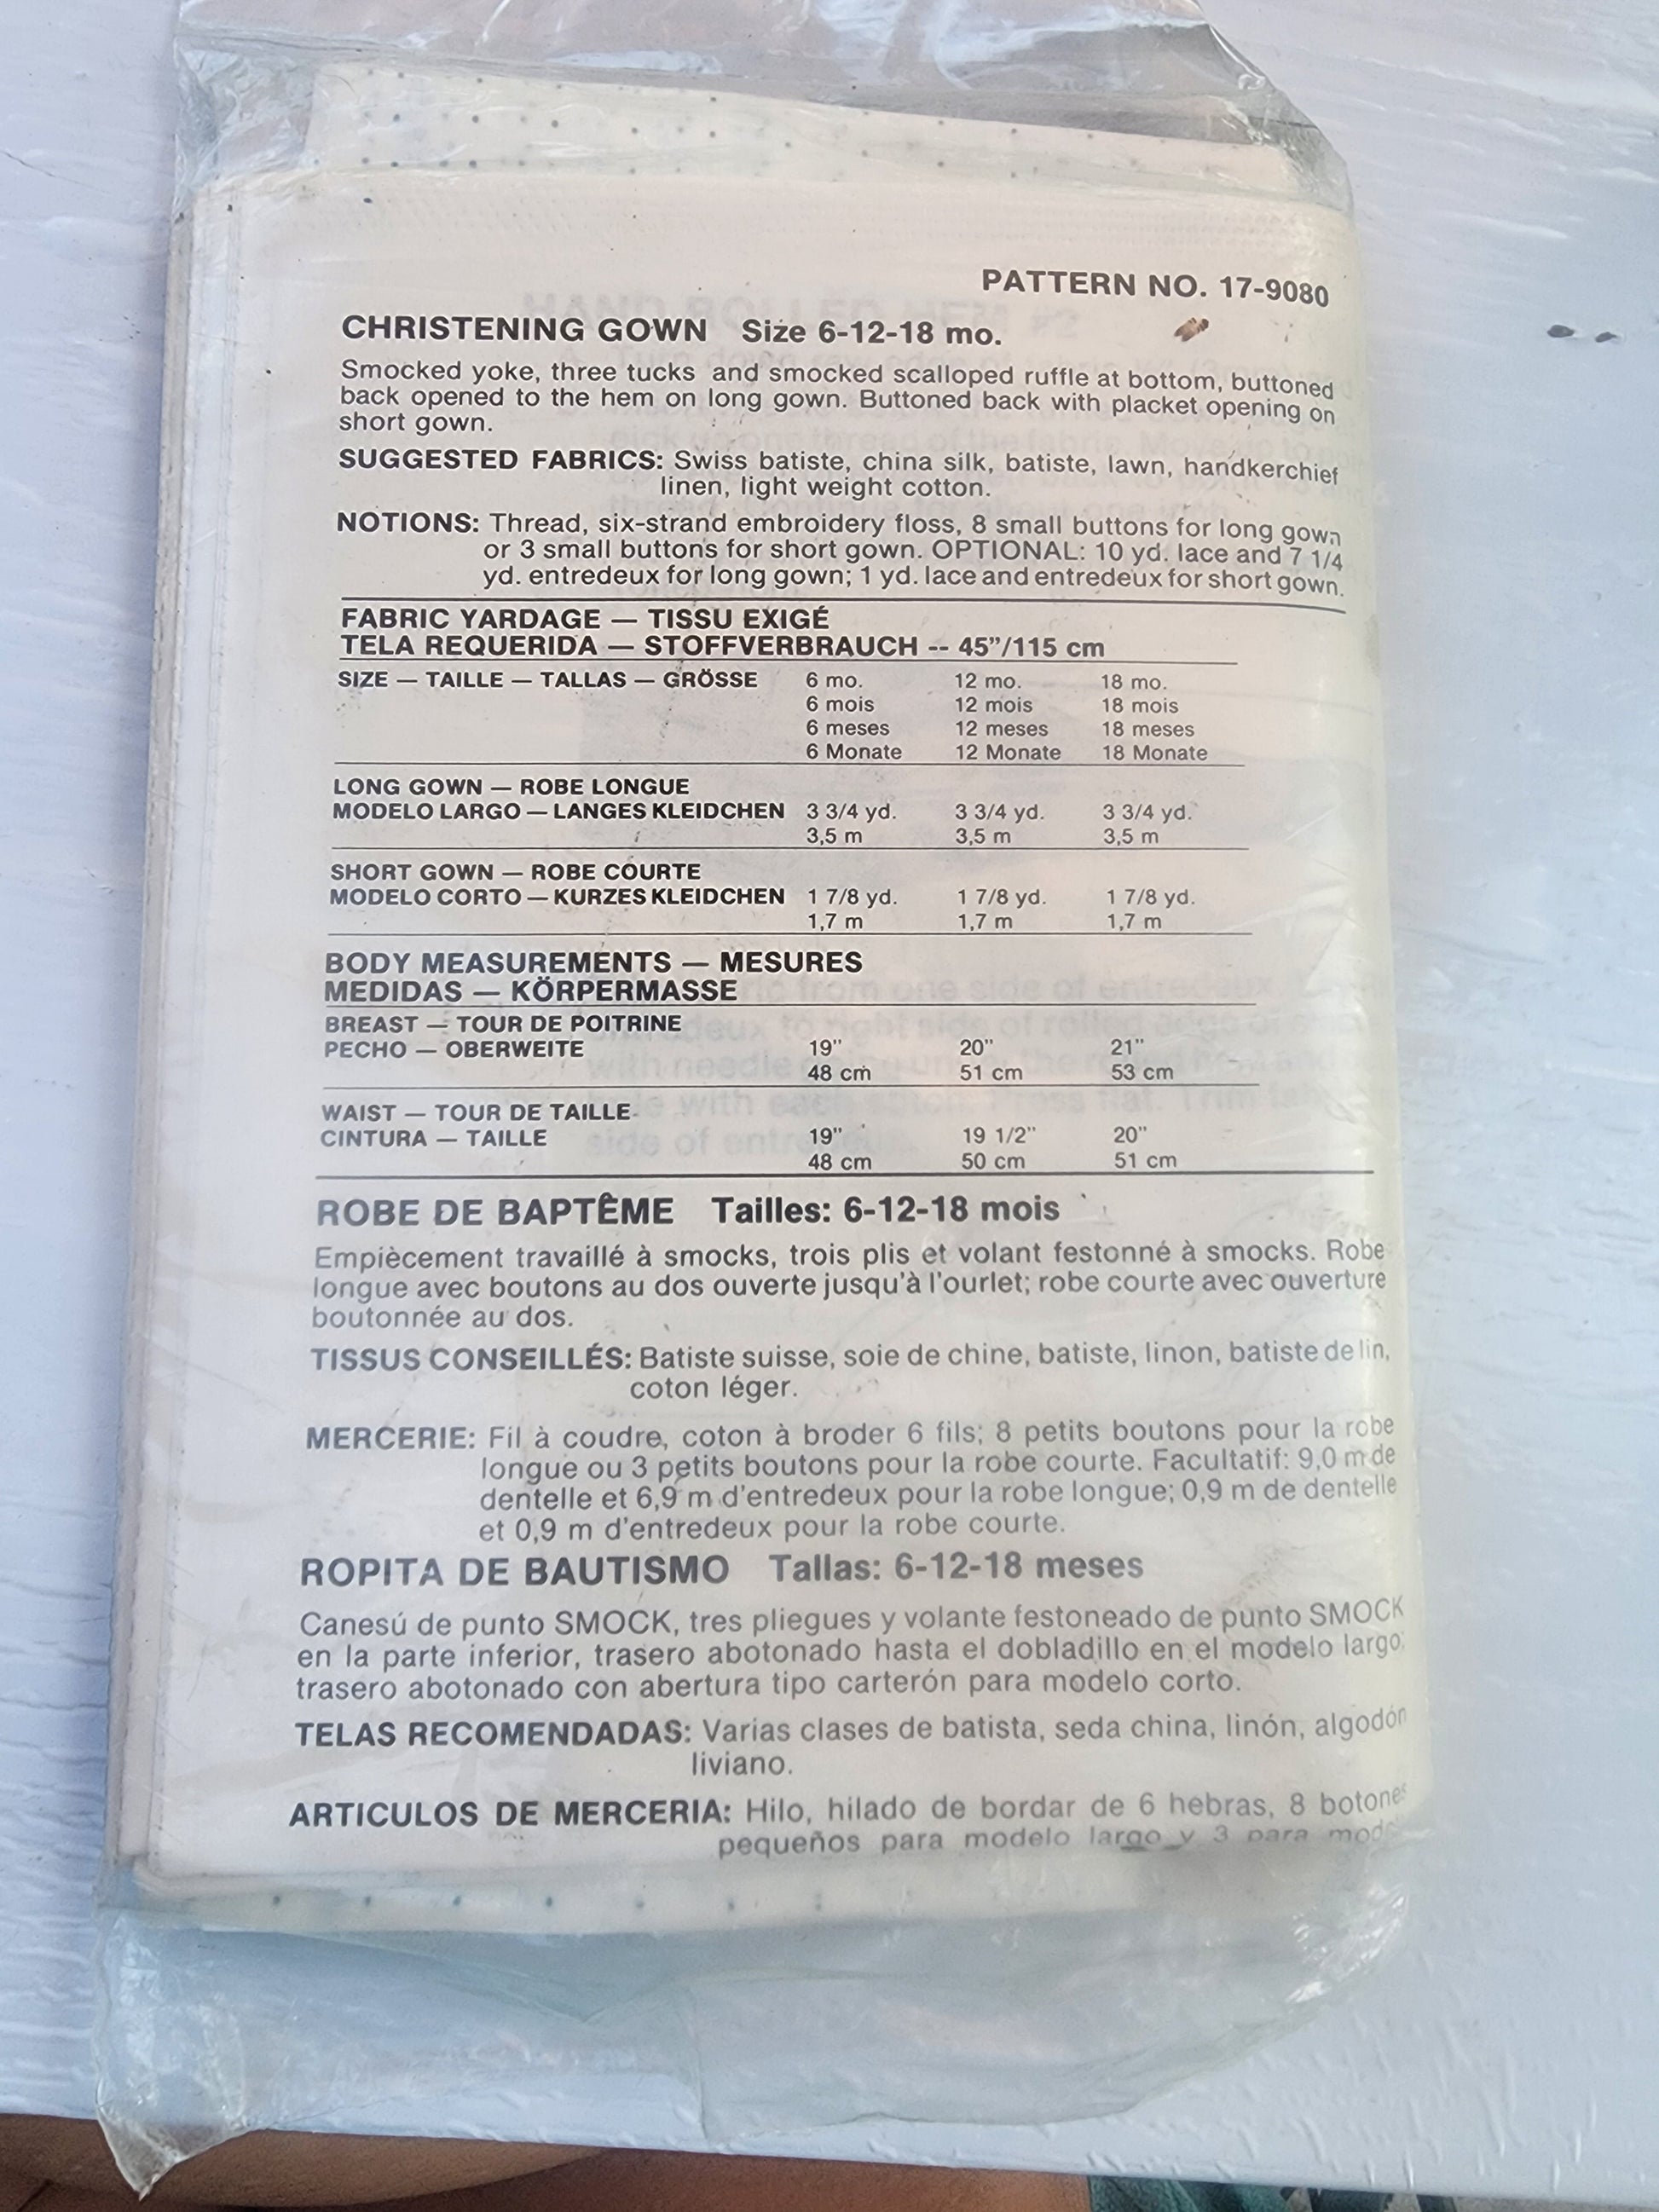 PATTERN NO. 17-9080
CHRISTENING GOWN Size 6-12-18 mo.
Smocked yoke, three tucks and smocked scalloped ruffle at bottom, buttoned
back opened to the hem on long gown. Buttoned back with placket opening on
short gown.
SUGGESTED FABRICS: Swiss batiste, china silk, batiste, lawn, handkerchief
linen, light weight cotton.
NOTIONS: Thread, six-strand embroidery floss, 8 small buttons for long gown
or 3 small buttons for short gown. OPTIONAL: 10 yd. lace and 7 1/4
yd. entredeux for long gown; 1 yd. lace and entredeux for short gown.
FABRIC YARDAGE — TISSU EXIGÉ
TELA REQUERIDA — STOFFVERBRAUCH -- 45"/115 cm
SIZE — TAILLE — TALLAS — GRÖSSE 6 mo. 12 mo. 18 mo.
6 mois 12 mois 18 mois
6 meses 12 meses 18 meses
6 Monate 12 Monate 18 Monate
LONG GOWN — ROBE LONGUE
MODELO LARGO — LANGES KLEIDCHEN 3 3/4 yd. 3 3/4 yd. 3 3/4 yd.
3,5 m 3,5 m 3,5 m
SHORT GOWN — ROBE COURTE
MODELO CORTO — KURZES KLEIDCHEN 1 7/8 yd. 1 7/8 yd. 1 7/8 yd.
1,7 m 1,7 m 1,7 m
BODY MEASUREMENTS — MESURES
MEDIDAS — KÖRPERMASSE
BREAST — TOUR DE POITRINE
PECHO — OBERWEITE 19" 20" 21"
48 cm 51 cm 53 cm
WAIST — TOUR DE TAILLE
CINTURA — TAILLE 19" 19 1/2" 20"
48 cm 50 cm 51 cm
ROBE DE BAPTÊME Tailles: 6-12-18 mois
Empiècement travaillé à smocks, trois plis et volant festonné à smocks. Robe
longue avec boutons au dos ouverte jusqu'à l'ourlet; robe courte avec ouverture
boutonnée au dos.
TISSUS CONSEILLÉS: Batiste suisse, soie de chine, batiste, linon, batiste de lin,
coton léger.
MERCERIE: Fil à coudre, coton à broder 6 fils; 8 petits boutons pour la robe
longue ou 3 petits boutons pour la robe courte. Facultatif: 9,0 m de
dentelle et 6,9 m d'entredeux pour la robe longue; 0,9 m de dentelle
et 0,9 m d'entredeux pour la robe courte.
ROPITA DE BAUTISMO Tallas: 6-12-18 meses
Canesú de punto SMOCK, tres pliegues y volante festoneado de punto SMOCK
en la parte inferior, trasero abotonado hasta el dobladillo en el modelo largo;
trasero abotonado con abertura tipo carterón para modelo corto.
TELAS RECOMENDADAS: Varias clases de batista, seda china, linón, algodón
liviano.
ARTICULOS DE MERCERIA: Hilo, hilado de bordar de 6 hebras, 8 botones
pequeños para modelo largo y 3 para